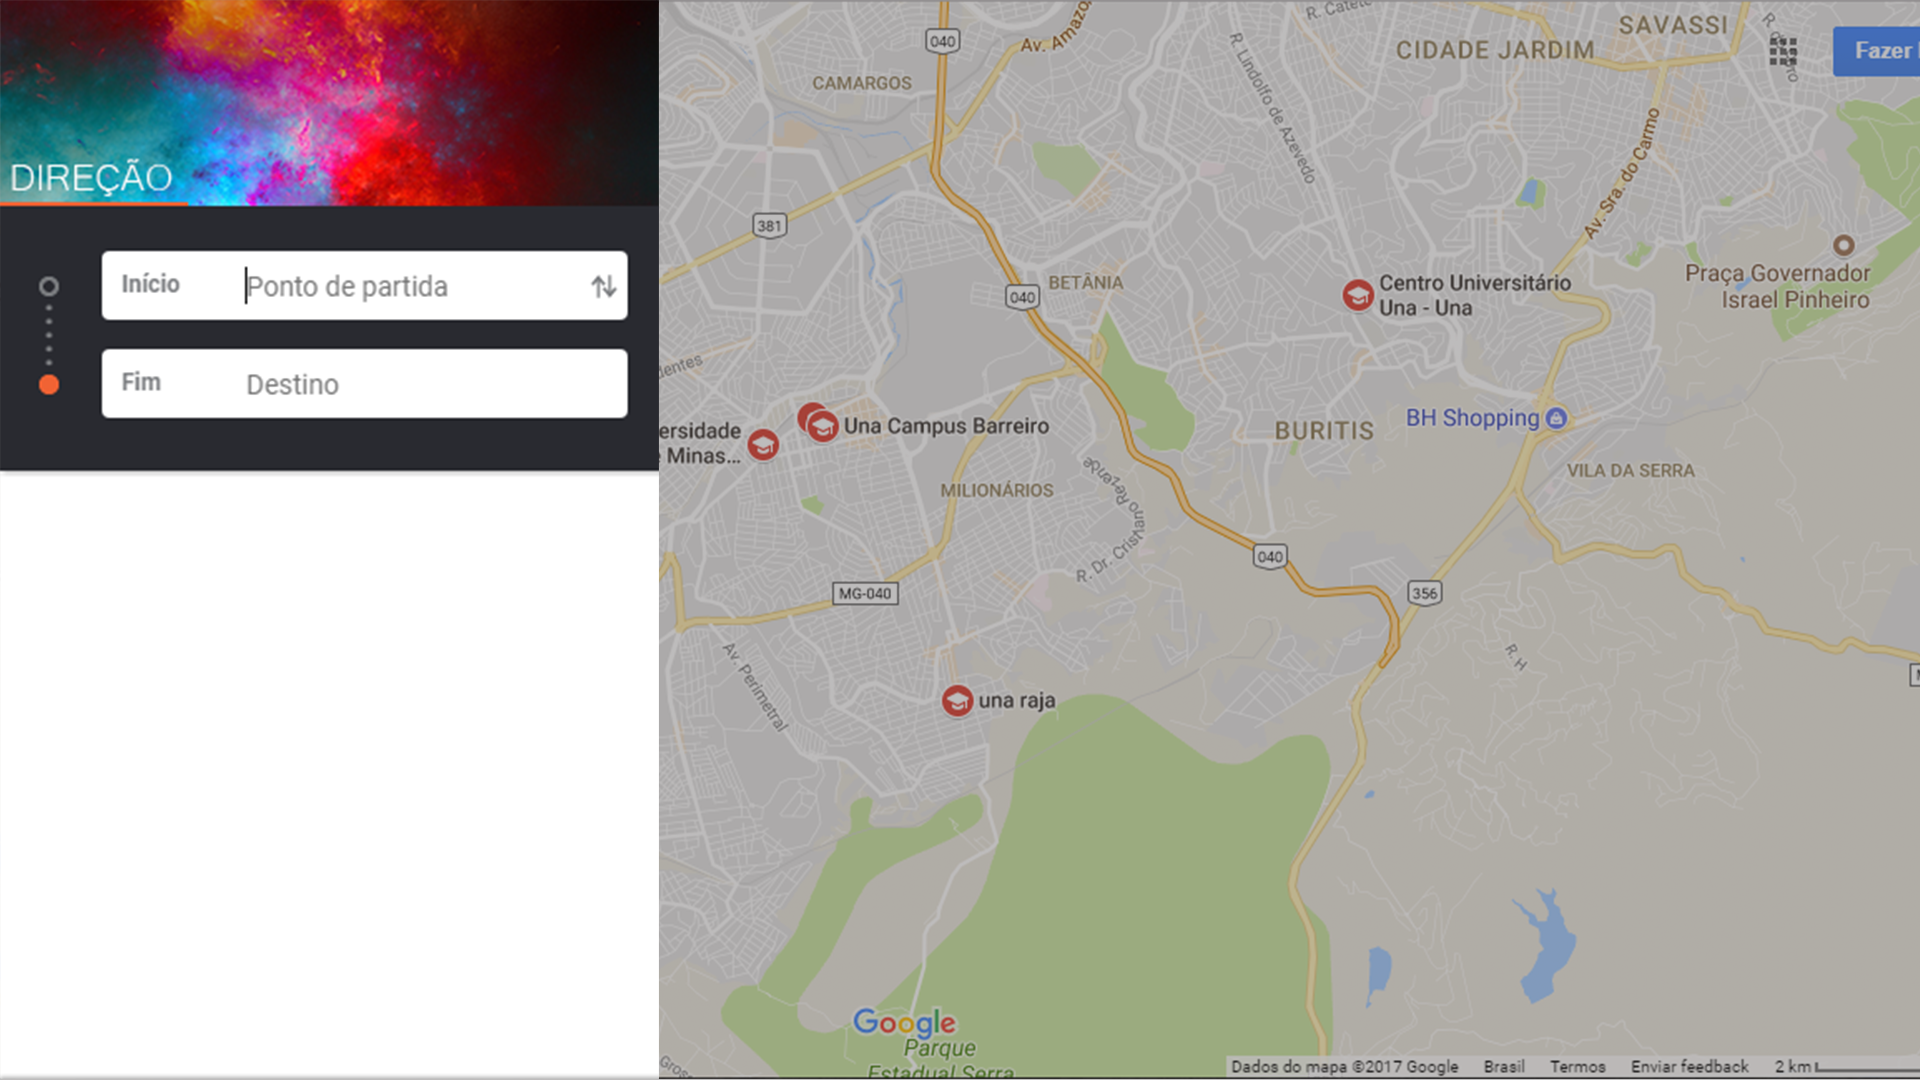 DIREÇÃO
Início
Ponto de partida
Fim
Destino
R. Catete
SAVASSI
CIDADE JARDIM
Fazer
040
Av. Amazo
CAMARGOS
R. Lindolfo de Azevedo
Av. Sra. do Carmo
381
040
BETÂNIA
Centro Universitário
Una - Una
Praça Governador
Israel Pinheiro
dentes
ersidade
Minas...
Una Campus Barreiro
BURITIS
BH Shopping
VILA DA SERRA
MILIONÁRIOS
R. Dr. Cristiano Rezende
040
MG-040
356
Av. Perimetral
R. H
una raja
Google
Parque
Estadual Serra
Gros
Dados do mapa ©2017 Google Brasil Termos Enviar feedback 2 km